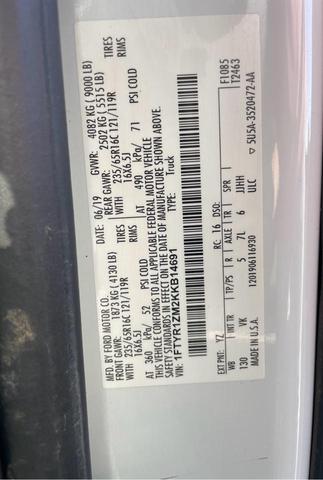 MFD. BY FORD MOTOR CO.
DATE: 06/19 GVWR: 4082 KG ( 9000 LB)
FRONT GAWR: 1873 KG ( 4130 LB) REAR GAWR: 2502 KG ( 5515 LB)
WITH 235/65R16C 121/119R TIRES WITH 235/65R16C 121/119R TIRES
16X6.5J RIMS 16X6.5J RIMS
AT 360 kPa/ 52 PSI COLD AT 490 kPa/ 71 PSI COLD
THIS VEHICLE CONFORMS TO ALL APPLICABLE FEDERAL MOTOR VEHICLE
SAFETY STANDARDS IN EFFECT ON THE DATE OF MANUFACTURE SHOWN ABOVE.
VIN: 1FTYR1ZM2KKB14691 TYPE: Truck
F1085
T2463
EXT PNT: YZ RC: 16 DSO:
WB INT TR TP/PS R AXLE TR SPR
130 VK 5 7L 6 JJHH
ULC
MADE IN U.S.A. 120190616930 ▽ 5U5A-3520472-AA